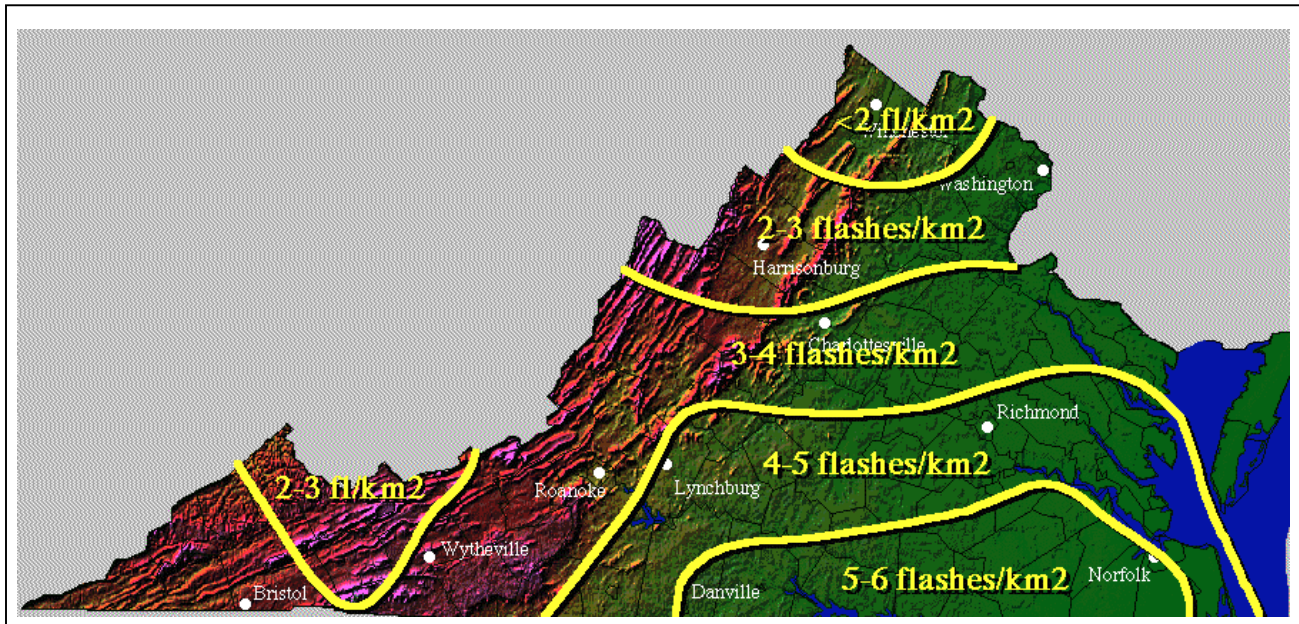 <2 fl/km2
Winchester
Washington
2-3 flashes/km2
Harrisonburg
Charlottesville
3-4 flashes/km2
Richmond
4-5 flashes/km2
2-3 fl/km2
Roanoke
Lynchburg
Wytheville
5-6 flashes/km2
Norfolk
Bristol
Danville